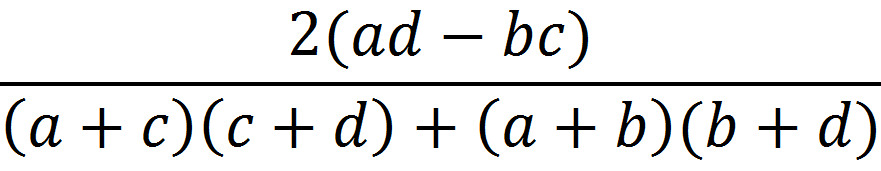 2(ad − bc)
(a + c)(c + d) + (a + b)(b + d)